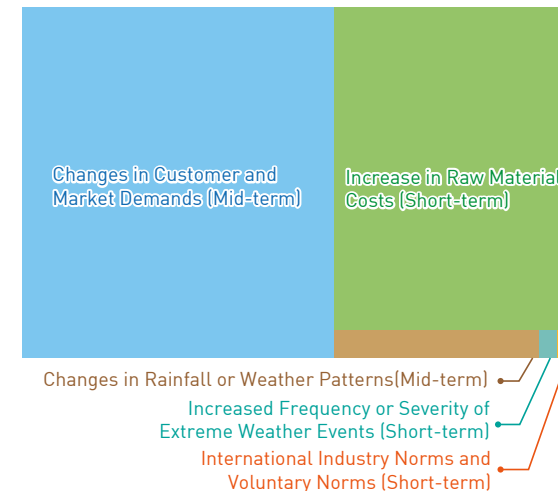 Changes in Customer and
Market Demands (Mid-term)
Increase in Raw Material
Costs (Short-term)
Changes in Rainfall or Weather Patterns(Mid-term)
Increased Frequency or Severity of
Extreme Weather Events (Short-term)
International Industry Norms and
Voluntary Norms (Short-term)